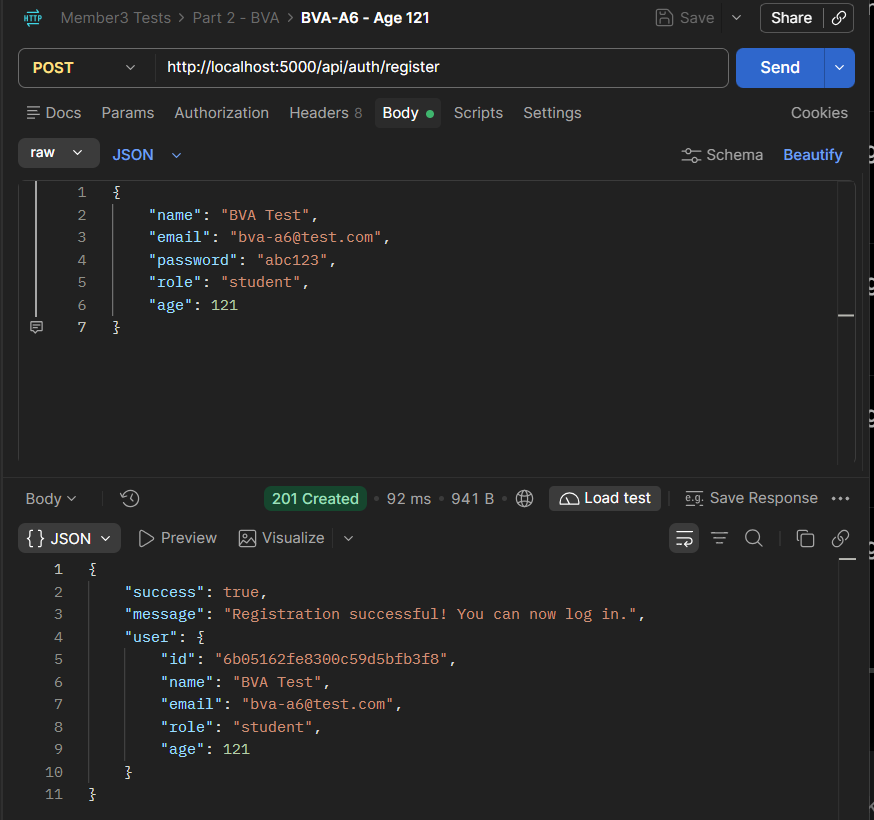 HTTP Member3 Tests > Part 2 - BVA > BVA-A6 - Age 121 Save Share
POST http://localhost:5000/api/auth/register Send
Docs Params Authorization Headers 8 Body Scripts Settings Cookies
raw JSON Schema Beautify
1 {
2 "name": "BVA Test",
3 "email": "bva-a6@test.com",
4 "password": "abc123",
5 "role": "student",
6 "age": 121
7 }
Body 201 Created • 92 ms • 941 B • Load test e.g. Save Response
{} JSON Preview Visualize
1 {
2 "success": true,
3 "message": "Registration successful! You can now log in.",
4 "user": {
5 "id": "6b05162fe8300c59d5bfb3f8",
6 "name": "BVA Test",
7 "email": "bva-a6@test.com",
8 "role": "student",
9 "age": 121
10 }
11 }